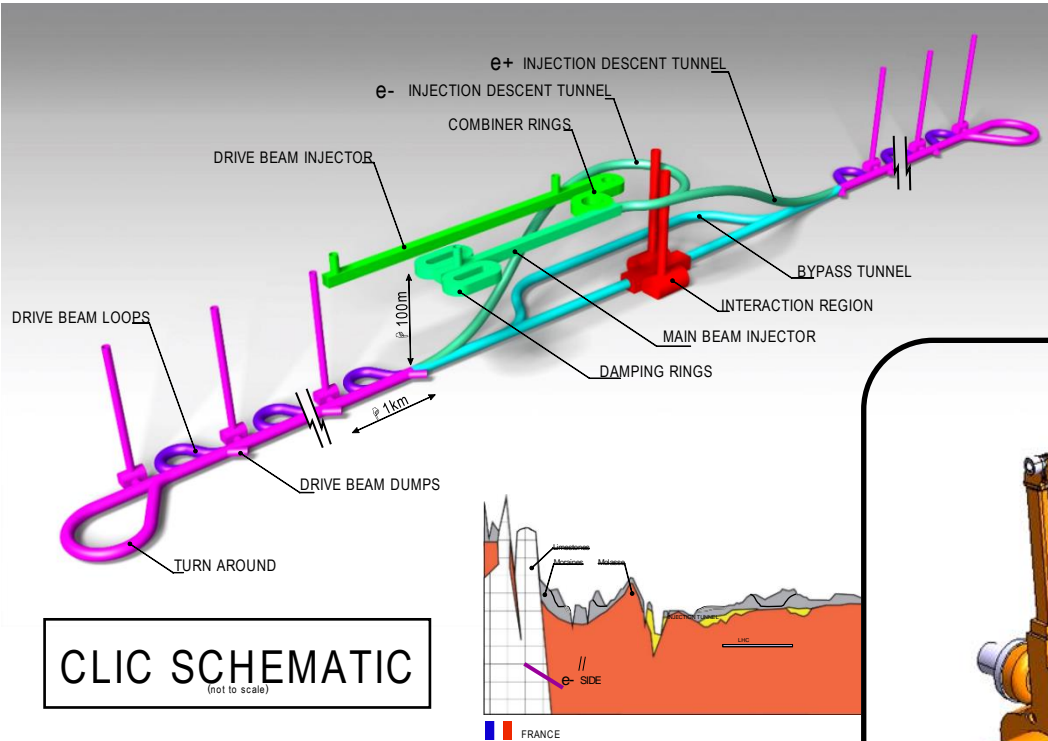 e+ INJECTION DESCENT TUNNEL
e- INJECTION DESCENT TUNNEL
COMBINER RINGS
DRIVE BEAM INJECTOR
BYPASS TUNNEL
INTERACTION REGION
MAIN BEAM INJECTOR
DAMPING RINGS
100m
DRIVE BEAM LOOPS
1km
DRIVE BEAM DUMPS
TURN AROUND
CLIC SCHEMATIC
(not to scale)
Limestones
Moraines
Molasse
INJECTION TUNNEL
LHC
e- SIDE
FRANCE